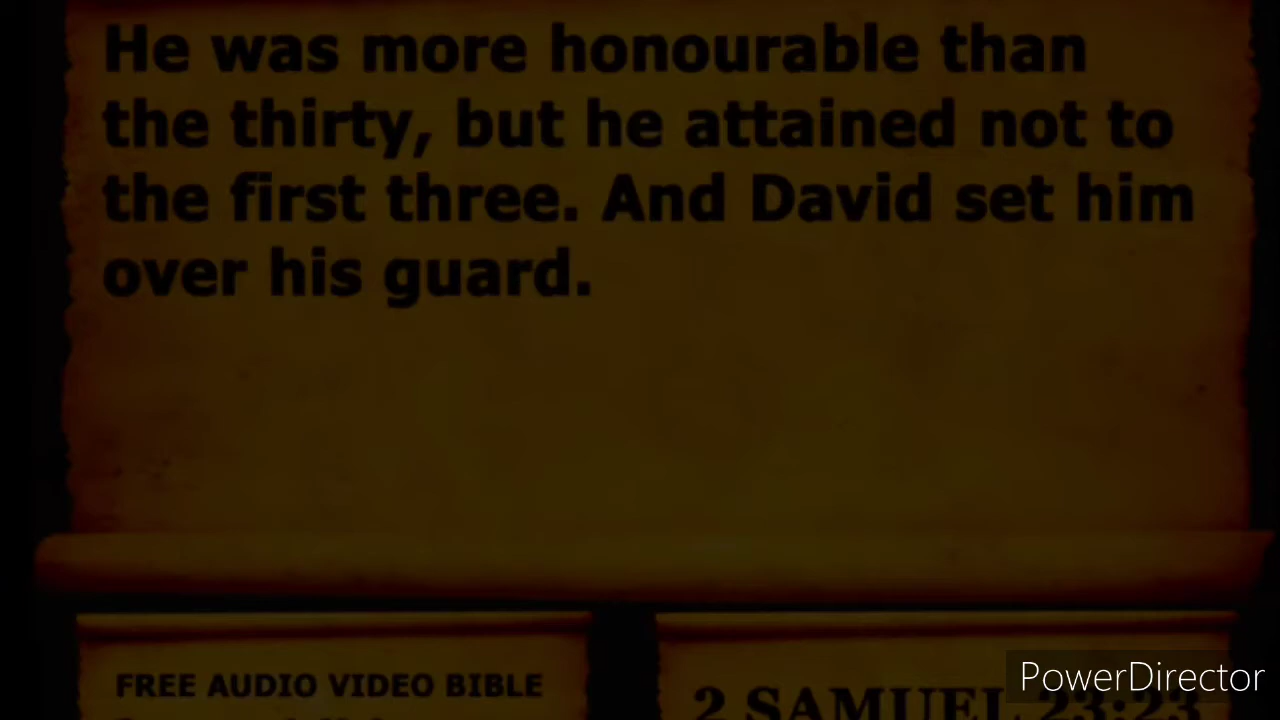 He was more honourable than
the thirty, but he attained not to
the first three. And David set him
over his guard.
FREE AUDIO VIDEO BIBLE
2 SAMUEL 23:23
PowerDirector